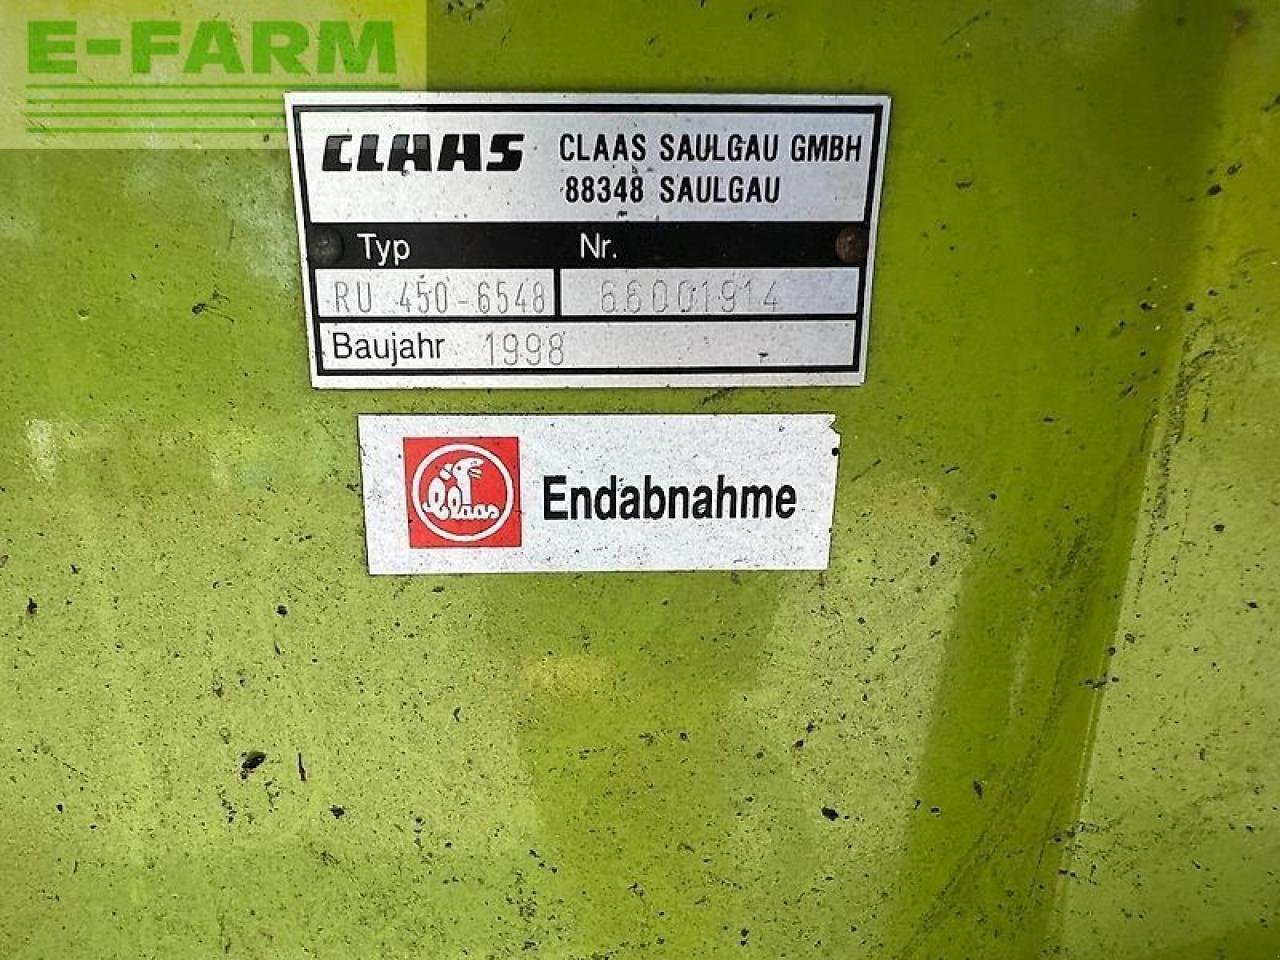 E-FARM
CLAAS CLAAS SAULGAU GMBH
88348 SAULGAU
Typ Nr.
RU 450-6548 66001914
Baujahr 1998
Claas Endabnahme